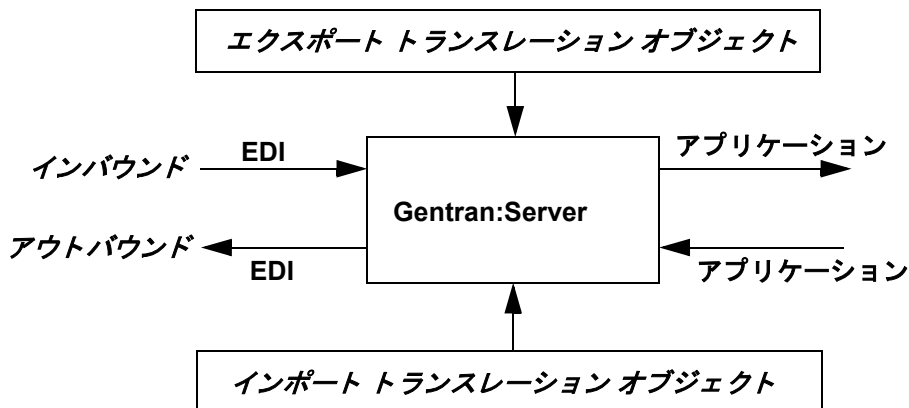 エクスポート トランスレーション オブジェクト
インバウンド
EDI
アプリケーション
Gentran:Server
アウトバウンド
EDI
アプリケーション
インポート トランスレーション オブジェクト